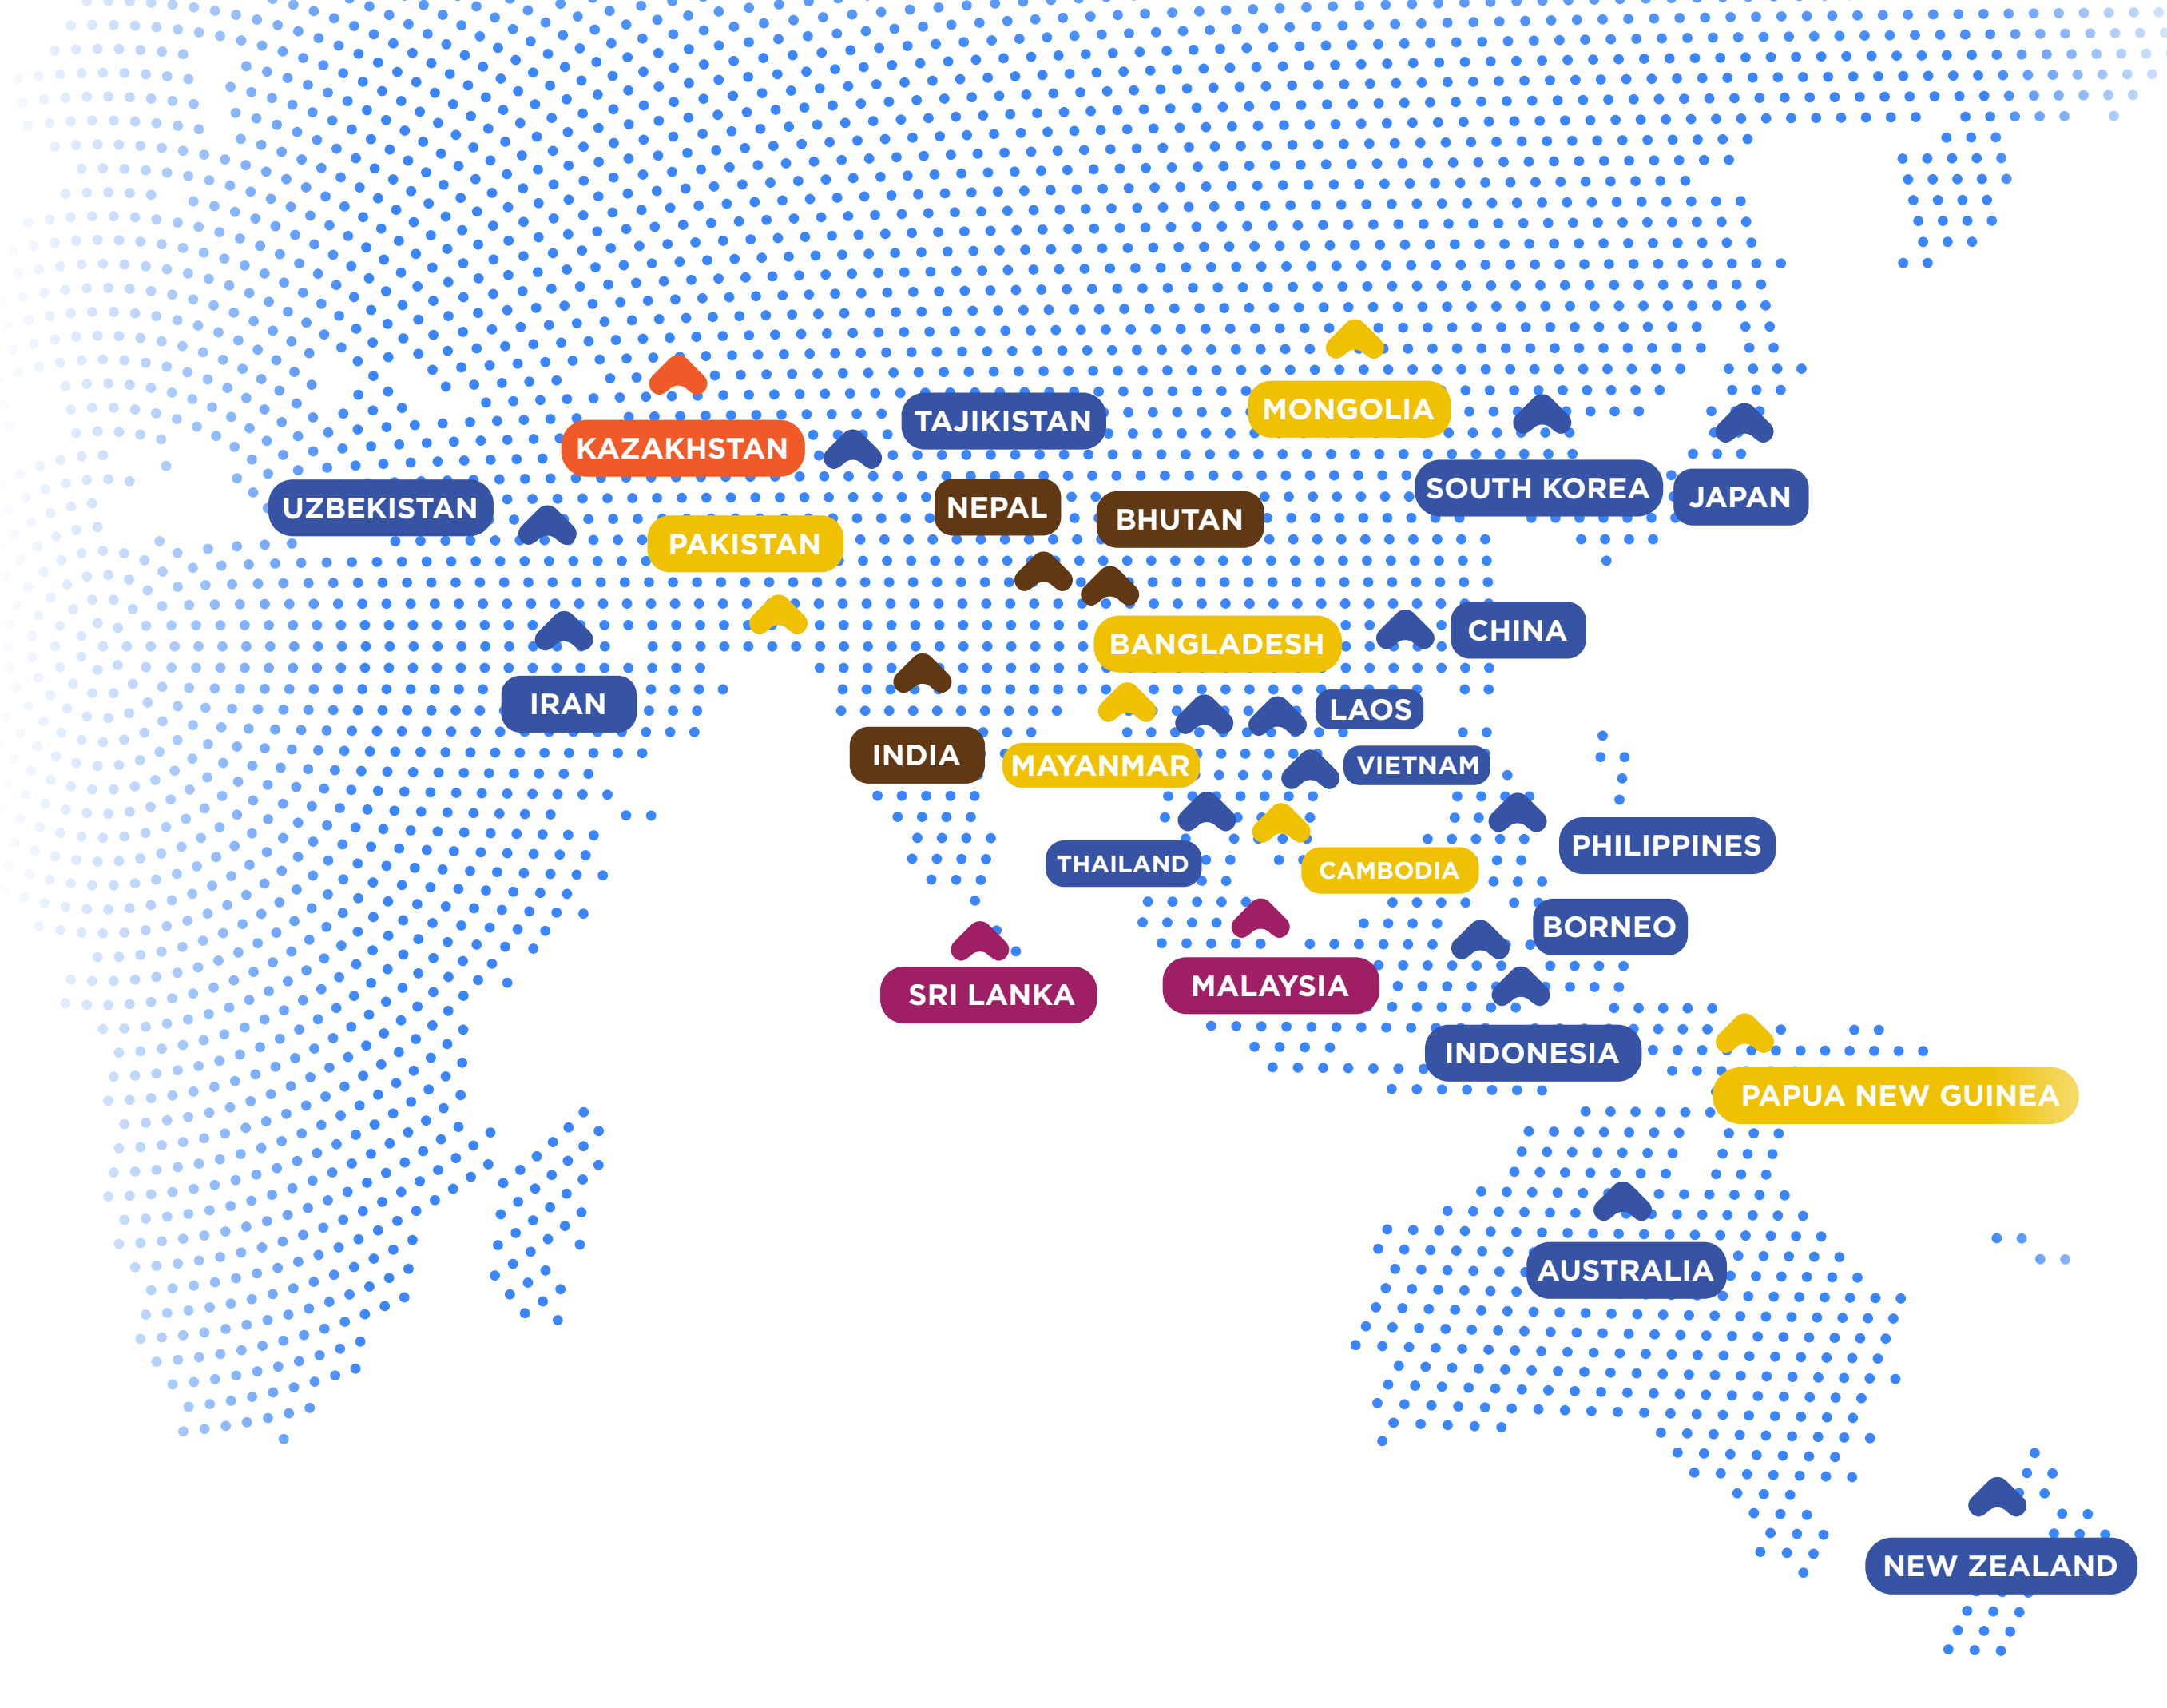 MONGOLIA
TAJIKISTAN
KAZAKHSTAN
SOUTH KOREA
JAPAN
UZBEKISTAN
NEPAL
BHUTAN
PAKISTAN
CHINA
BANGLADESH
IRAN
LAOS
INDIA
MAYANMAR
VIETNAM
PHILIPPINES
THAILAND
CAMBODIA
BORNEO
MALAYSIA
SRI LANKA
INDONESIA
PAPUA NEW GUINEA
AUSTRALIA
NEW ZEALAND